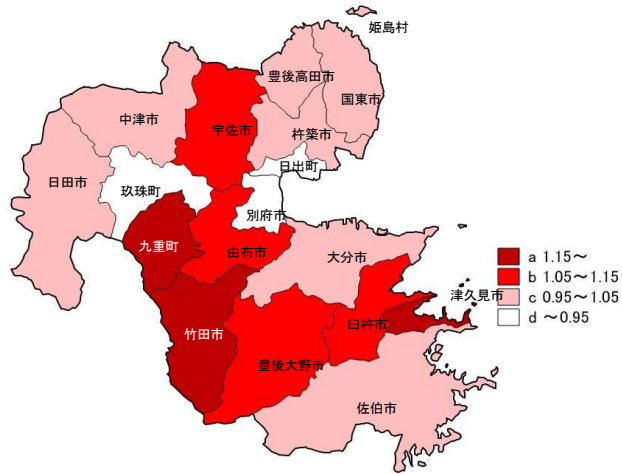 姫島村
豊後高田市
国東市
中津市
宇佐市
杵築市
日出町
日田市
玖珠町
別府市
九重町
由布市
大分市
津久見市
臼杵市
竹田市
豊後大野市
佐伯市
a 1.15～
b 1.05～1.15
c 0.95～1.05
d ～0.95